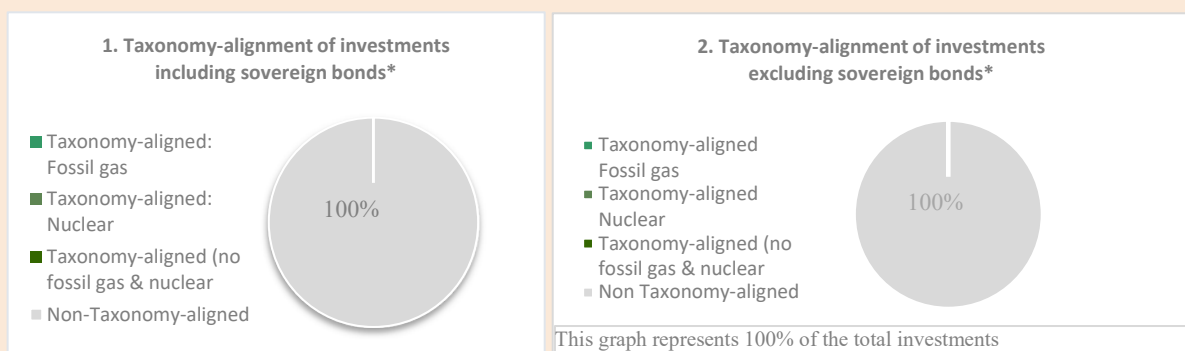 1. Taxonomy-alignment of investments
including sovereign bonds*
Taxonomy-aligned:
Fossil gas
Taxonomy-aligned:
Nuclear
Taxonomy-aligned (no
fossil gas & nuclear
Non-Taxonomy-aligned
100%
2. Taxonomy-alignment of investments
excluding sovereign bonds*
Taxonomy-aligned
Fossil gas
Taxonomy-aligned
Nuclear
Taxonomy-aligned (no
fossil gas & nuclear
Non Taxonomy-aligned
100%
This graph represents 100% of the total investments